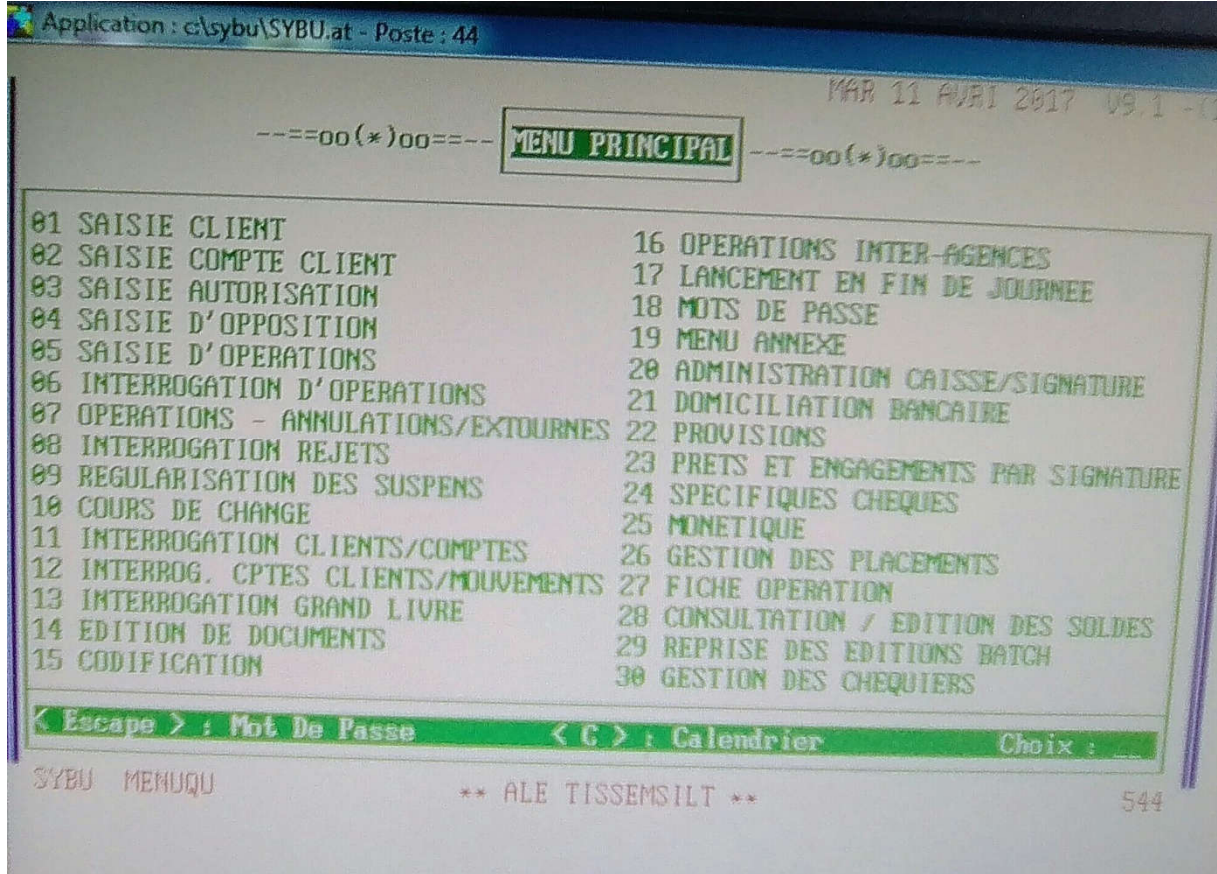 Application : c:\sybu\SYBU.at - Poste : 44
MAR 11 AVRI 2017 V9.1 -
--==oo(*)oo==-- MENU PRINCIPAL --==oo(*)oo==--
01 SAISIE CLIENT
02 SAISIE COMPTE CLIENT
03 SAISIE AUTORISATION
04 SAISIE D'OPPOSITION
05 SAISIE D'OPERATIONS
06 INTERROGATION D'OPERATIONS
07 OPERATIONS - ANNULATIONS/EXTOURNES
08 INTERROGATION REJETS
09 REGULARISATION DES SUSPENS
10 COURS DE CHANGE
11 INTERROGATION CLIENTS/COMPTES
12 INTERROG. CPTES CLIENTS/MOUVEMENTS
13 INTERROGATION GRAND LIVRE
14 EDITION DE DOCUMENTS
15 CODIFICATION
16 OPERATIONS INTER-AGENCES
17 LANCEMENT EN FIN DE JOURNEE
18 MOTS DE PASSE
19 MENU ANNEXE
20 ADMINISTRATION CAISSE/SIGNATURE
21 DOMICILIATION BANCAIRE
22 PROVISIONS
23 PRETS ET ENGAGEMENTS PAR SIGNATURE
24 SPECIFIQUES CHEQUES
25 MONETIQUE
26 GESTION DES PLACEMENTS
27 FICHE OPERATION
28 CONSULTATION / EDITION DES SOLDES
29 REPRISE DES EDITIONS BATCH
30 GESTION DES CHEQUIERS
< Escape > : Mot De Passe < C > : Calendrier Choix : __
SYBU MENUQU ** ALE TISSEMSILT ** 544